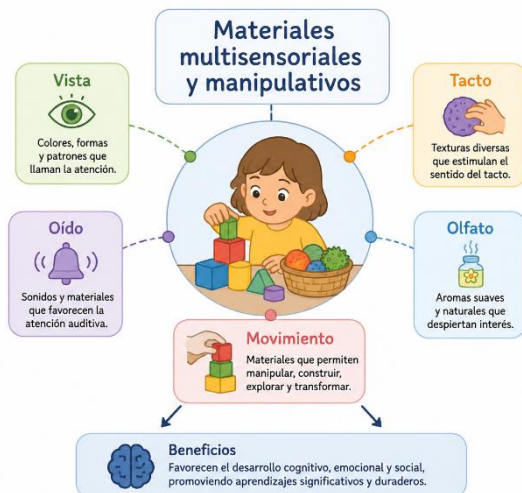 Materiales
multisensoriales
y manipulativos
Vista
Colores, formas
y patrones que
llaman la atención.
Tacto
Texturas diversas
que estimulan el
sentido del tacto.
Oído
Sonidos y materiales
que favorecen la
atención auditiva.
Olfato
Aromas suaves
y naturales que
despiertan interés.
Movimiento
Materiales que permiten
manipular, construir,
explorar y transformar.
Beneficios
Favorecen el desarrollo cognitivo, emocional y social,
promoviendo aprendizajes significativos y duraderos.